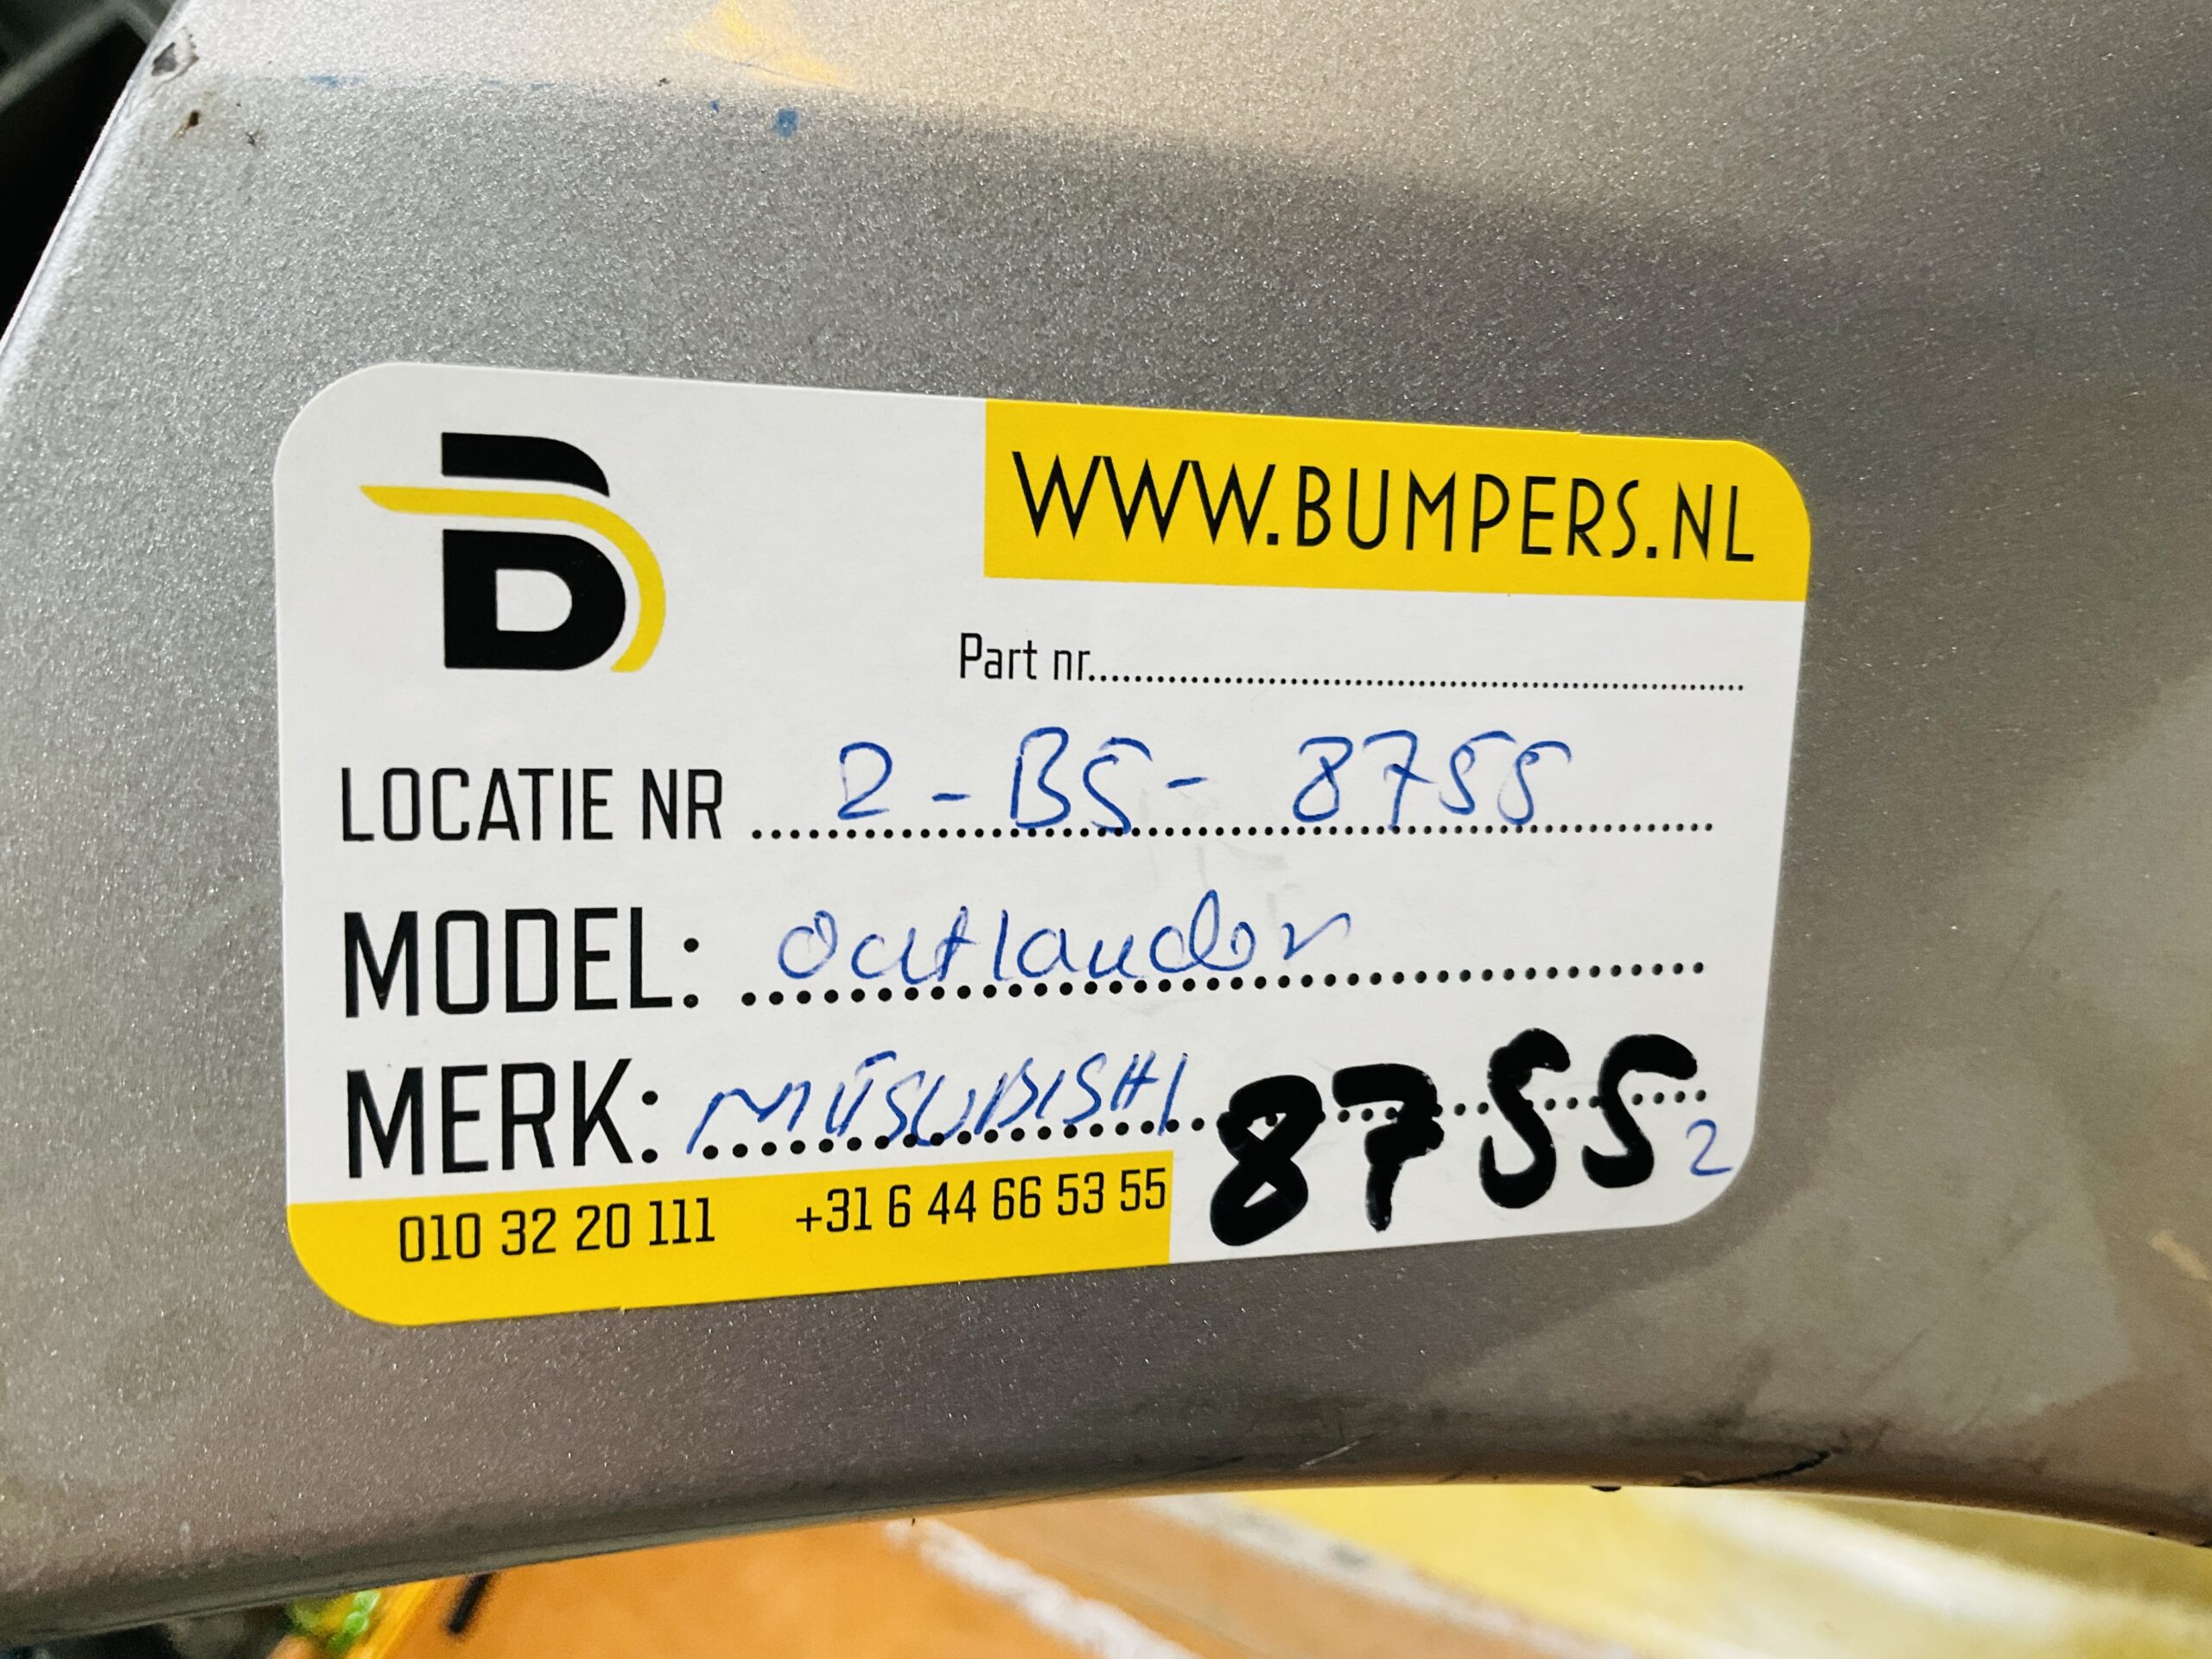 B
WWW.BUMPERS.NL
Part nr..........
LOCATIE NR 2-BS- 8755
MODEL: Outlander
MERK: MITSUBISHI 8755 2
010 32 20 111 +31 6 44 66 53 55